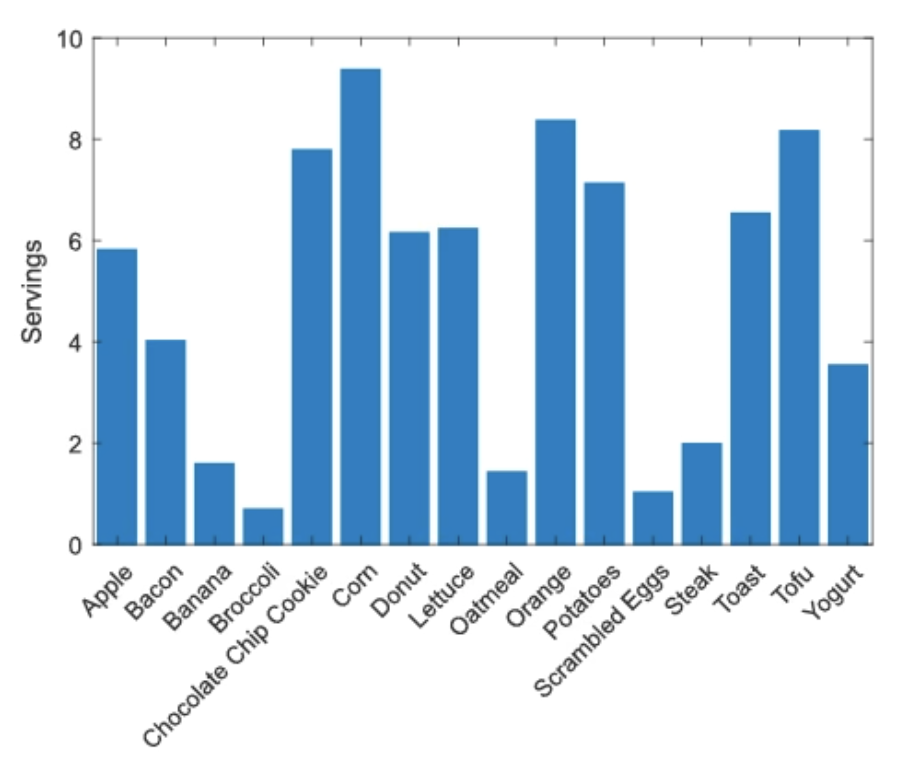 10
8
6
4
2
0
Servings
Apple
Bacon
Banana
Broccoli
Chocolate Chip Cookie
Corn
Donut
Lettuce
Oatmeal
Orange
Potatoes
Scrambled Eggs
Steak
Toast
Tofu
Yogurt